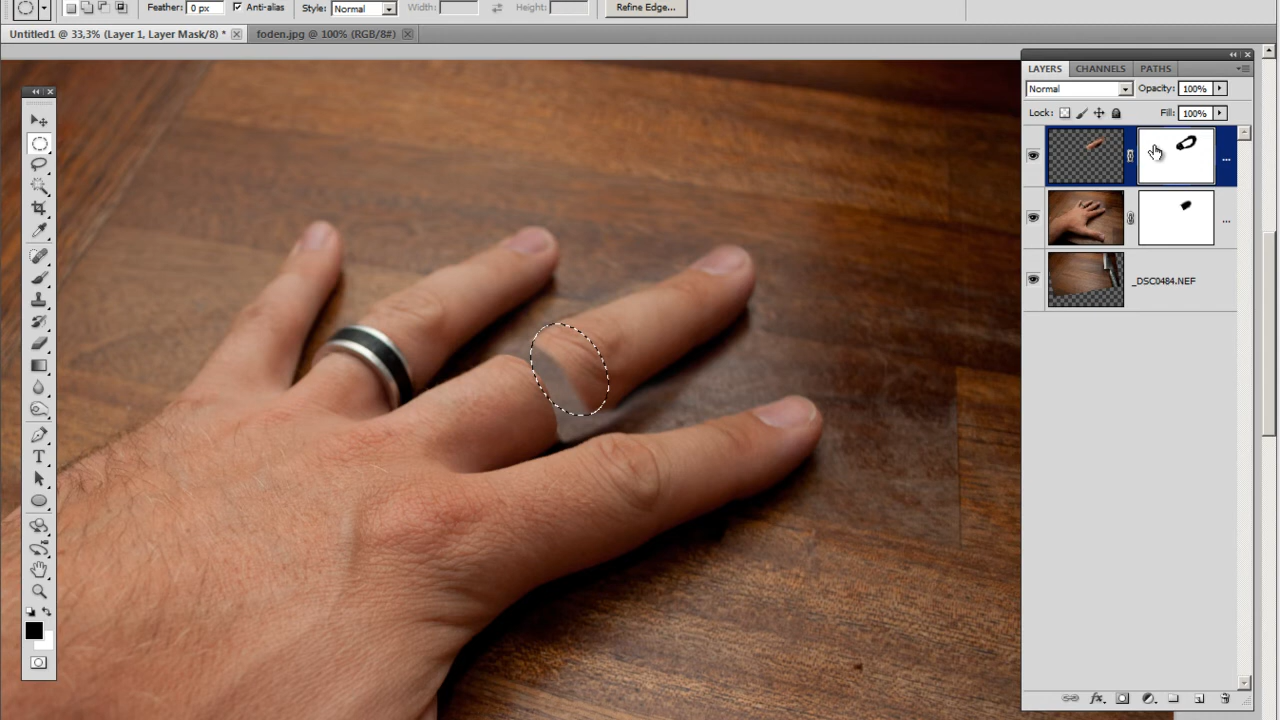 Feather: 0 px Anti-alias Style: Normal Width: Height: Refine Edge...
Untitled1 @ 33,3% (Layer 1, Layer Mask/8) * foden.jpg @ 100% (RGB/8#)
LAYERS CHANNELS PATHS
Normal Opacity: 100%
Lock: Fill: 100%
...
...
_DSC0484.NEF
T
fx